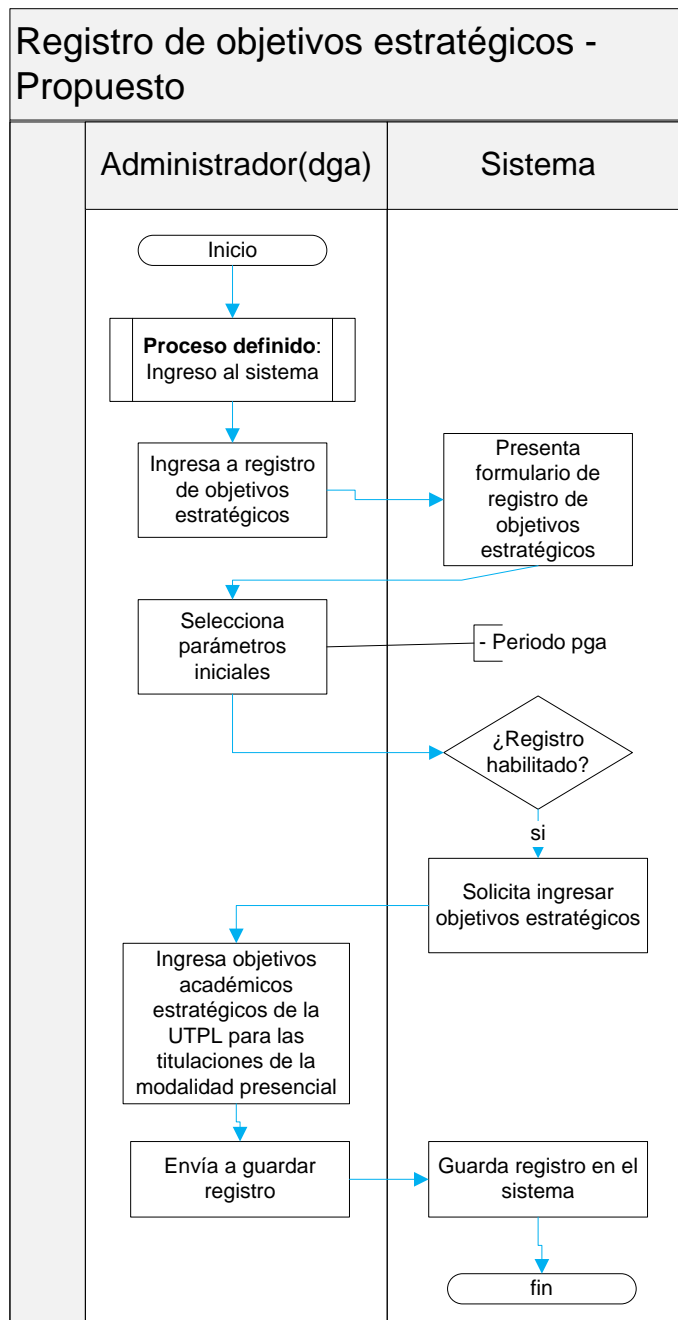 Registro de objetivos estratégicos -
Propuesto
Administrador(dga)
Sistema
Inicio
Proceso definido:
Ingreso al sistema
Ingresa a registro
de objetivos
estratégicos
Presenta
formulario de
registro de
objetivos
estratégicos
Selecciona
parámetros
iniciales
- Periodo pga
¿Registro
habilitado?
si
Solicita ingresar
objetivos estratégicos
Ingresa objetivos
académicos
estratégicos de la
UTPL para las
titulaciones de la
modalidad presencial
Envía a guardar
registro
Guarda registro en el
sistema
fin